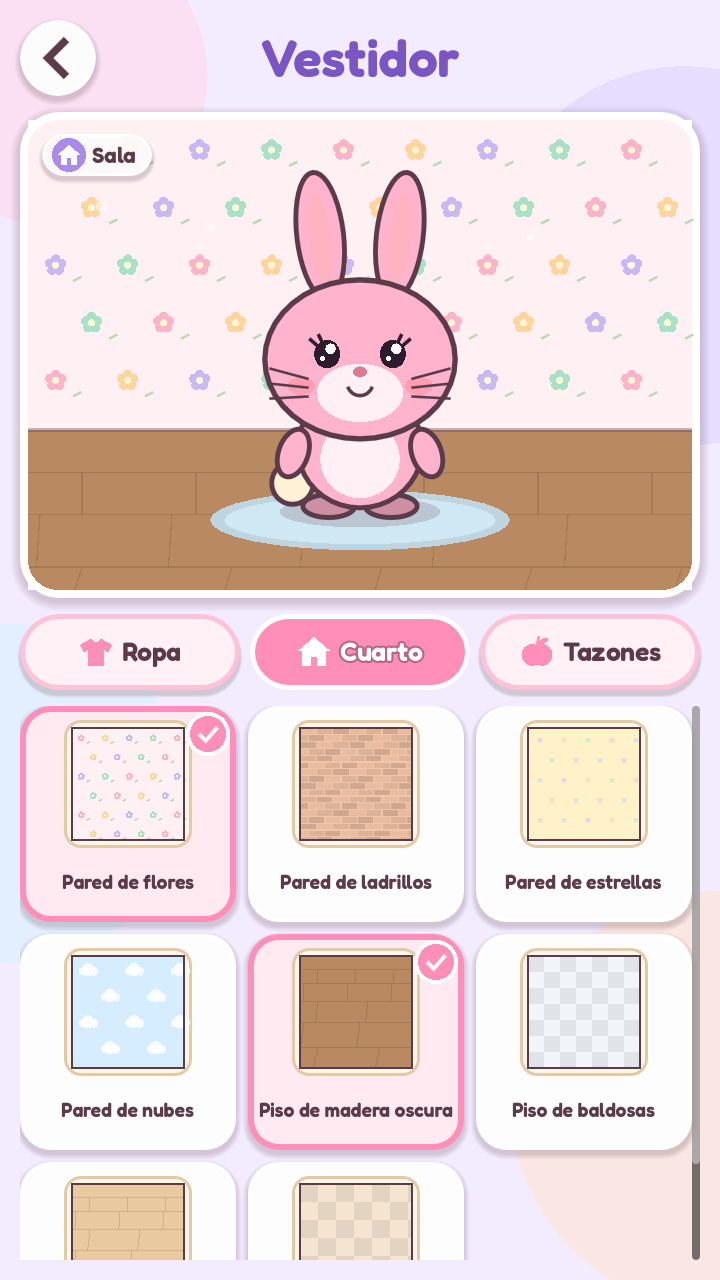 Vestidor
Sala
Ropa
Cuarto
Tazones
Pared de flores
Pared de ladrillos
Pared de estrellas
Pared de nubes
Piso de madera oscura
Piso de baldosas